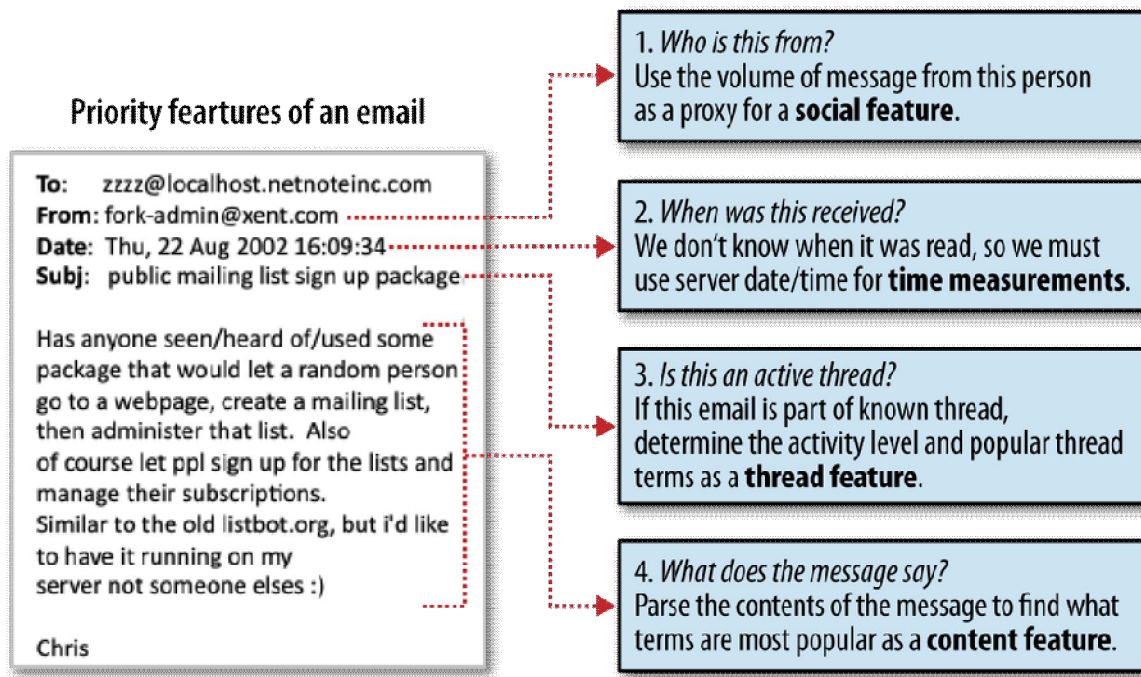 Priority feartures of an email
To: zzzz@localhost.netnoteinc.com
From: fork-admin@xent.com
Date: Thu, 22 Aug 2002 16:09:34
Subj: public mailing list sign up package
Has anyone seen/heard of/used some
package that would let a random person
go to a webpage, create a mailing list,
then administer that list. Also
of course let ppl sign up for the lists and
manage their subscriptions.
Similar to the old listbot.org, but i'd like
to have it running on my
server not someone elses :)
Chris
1. Who is this from?
Use the volume of message from this person
as a proxy for a social feature.
2. When was this received?
We don't know when it was read, so we must
use server date/time for time measurements.
3. Is this an active thread?
If this email is part of known thread,
determine the activity level and popular thread
terms as a thread feature.
4. What does the message say?
Parse the contents of the message to find what
terms are most popular as a content feature.